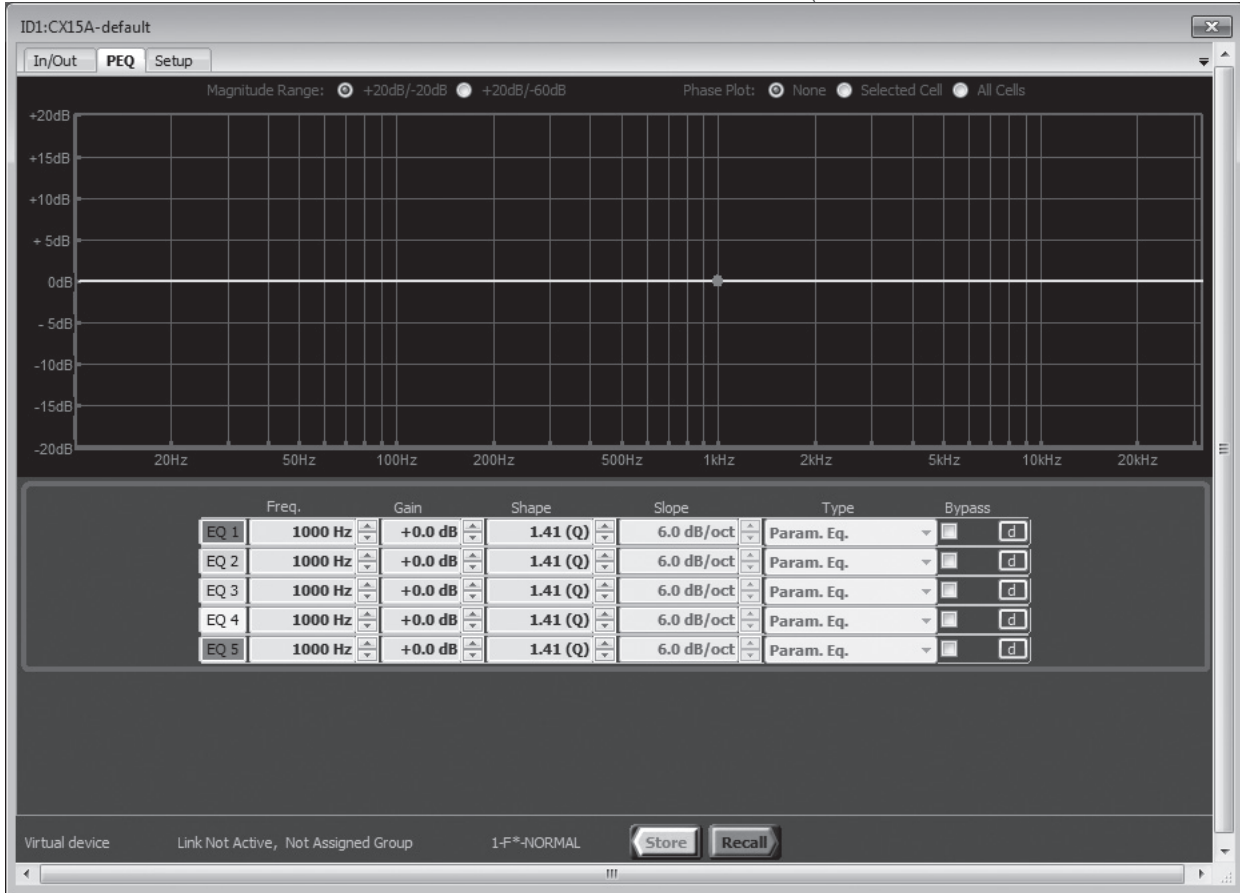 ID1:CX15A-default
In/Out PEQ Setup
Magnitude Range: +20dB/-20dB +20dB/-60dB Phase Plot: None Selected Cell All Cells
+20dB
+15dB
+10dB
+ 5dB
0dB
- 5dB
-10dB
-15dB
-20dB
20Hz 50Hz 100Hz 200Hz 500Hz 1kHz 2kHz 5kHz 10kHz 20kHz
Freq. Gain Shape Slope Type Bypass
EQ 1 1000 Hz +0.0 dB 1.41 (Q) 6.0 dB/oct Param. Eq. d
EQ 2 1000 Hz +0.0 dB 1.41 (Q) 6.0 dB/oct Param. Eq. d
EQ 3 1000 Hz +0.0 dB 1.41 (Q) 6.0 dB/oct Param. Eq. d
EQ 4 1000 Hz +0.0 dB 1.41 (Q) 6.0 dB/oct Param. Eq. d
EQ 5 1000 Hz +0.0 dB 1.41 (Q) 6.0 dB/oct Param. Eq. d
Virtual device Link Not Active, Not Assigned Group 1-F*-NORMAL Store Recall